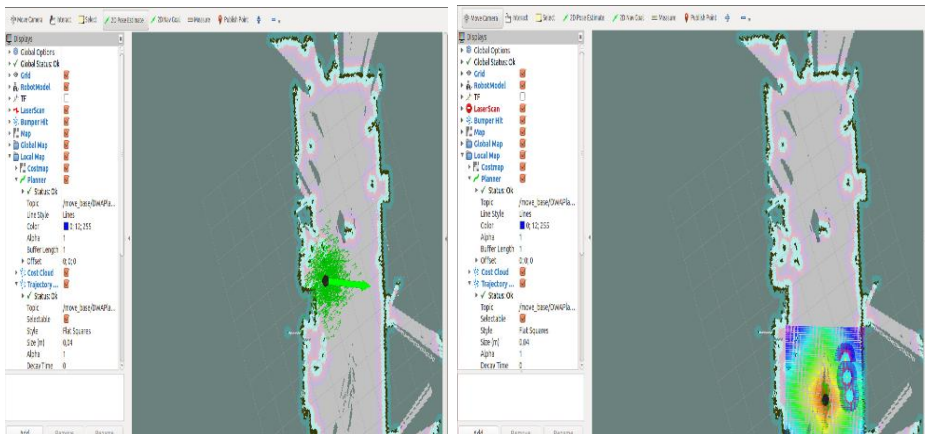 Move Camera Interact Select 2D Pose Estimate 2D Nav Goal Measure Publish Point
Displays
Global Options
Global Status: Ok
Grid
RobotModel
TF
LaserScan
Bumper Hit
Map
Global Map
Local Map
Costmap
Planner
Status: Ok
Topic /move_base/DWAPla...
Line Style Lines
Color 0; 12; 255
Alpha 1
Buffer Length 1
Offset 0; 0; 0
Cost Cloud
Trajectory ...
Status: Ok
Topic /move_base/DWAPla...
Selectable
Style Flat Squares
Size (m) 0,04
Alpha 1
Decay Time 0
Add Remove Rename
Move Camera Interact Select 2D Pose Estimate 2D Nav Goal Measure Publish Point
Displays
Global Options
Global Status: Ok
Grid
RobotModel
TF
LaserScan
Bumper Hit
Map
Global Map
Local Map
Costmap
Planner
Status: Ok
Topic /move_base/DWAPla...
Line Style Lines
Color 0; 12; 255
Alpha 1
Buffer Length 1
Offset 0; 0; 0
Cost Cloud
Trajectory ...
Status: Ok
Topic /move_base/DWAPla...
Selectable
Style Flat Squares
Size (m) 0,04
Alpha 1
Decay Time 0
Add Remove Rename